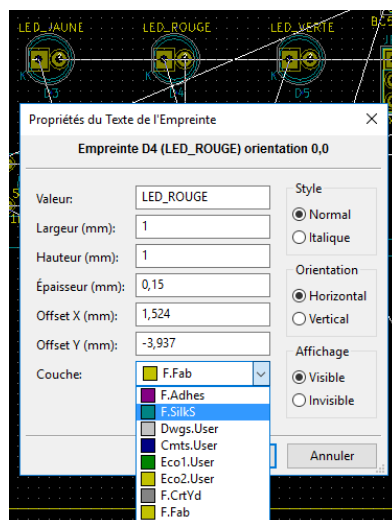 LED_JAUNE LED_ROUGE LED_VERTE
K K K
D3 D4 D5
Propriétés du Texte de l'Empreinte
Empreinte D4 (LED_ROUGE) orientation 0,0
Valeur: LED_ROUGE
Largeur (mm): 1
Hauteur (mm): 1
Épaisseur (mm): 0,15
Offset X (mm): 1,524
Offset Y (mm): -3,937
Couche: F.Fab
F.Adhes
F.SilkS
Dwgs.User
Cmts.User
Eco1.User
Eco2.User
F.CrtYd
F.Fab
Style
Normal
Italique
Orientation
Horizontal
Vertical
Affichage
Visible
Invisible
Annuler